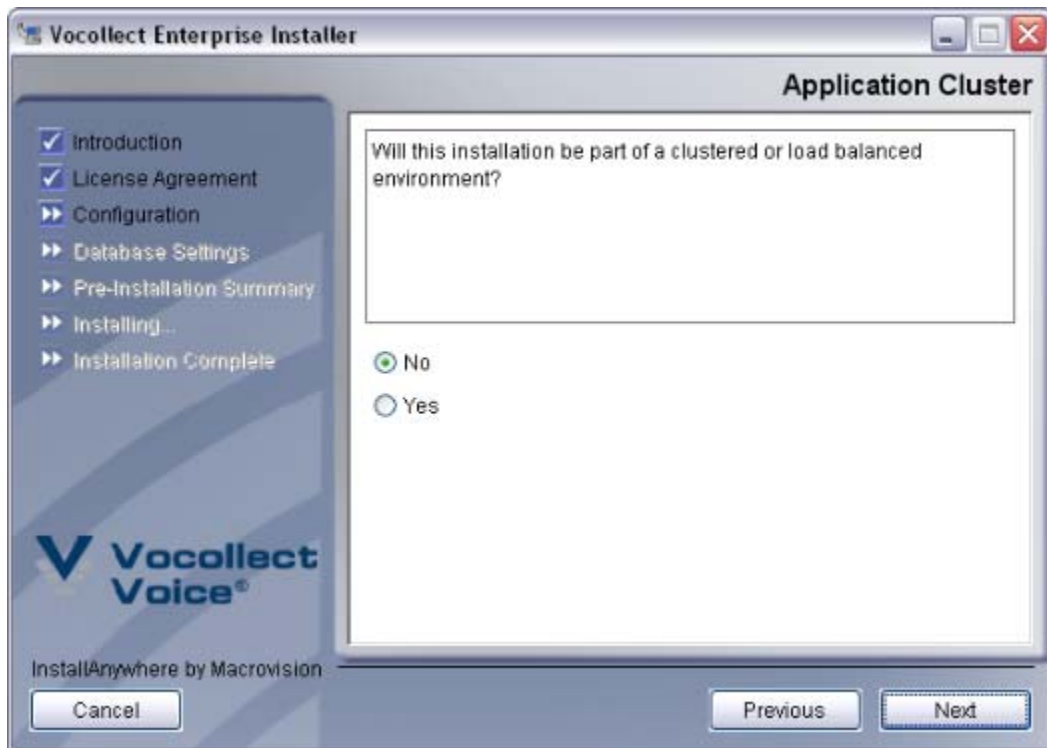 Vocollect Enterprise Installer
Application Cluster
Introduction
License Agreement
Configuration
Database Settings
Pre-Installation Summary
Installing...
Installation Complete
Will this installation be part of a clustered or load balanced
environment?
No
Yes
Vocollect
Voice®
InstallAnywhere by Macrovision
Cancel
Previous
Next